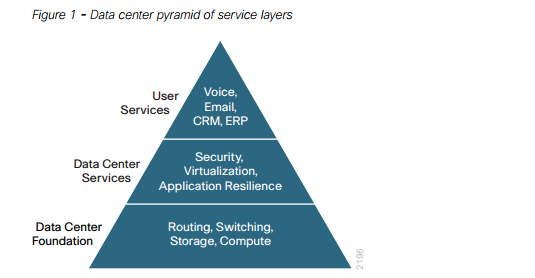 Figure 1 - Data center pyramid of service layers
User
Services
Voice,
Email,
CRM, ERP
Data Center
Services
Security,
Virtualization,
Application Resilience
Data Center
Foundation
Routing, Switching,
Storage, Compute
2196